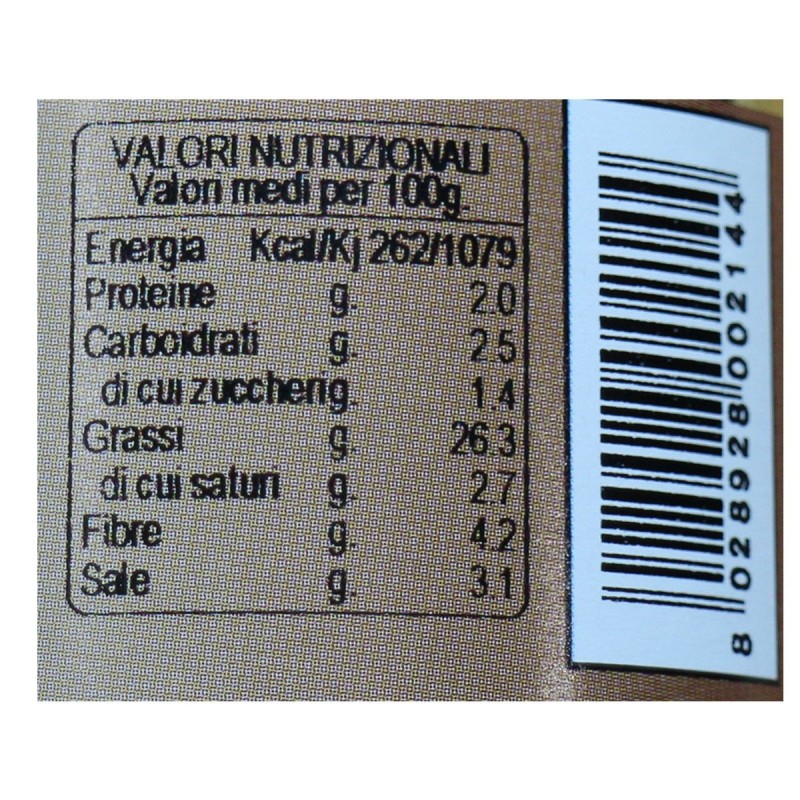 VALORI NUTRIZIONALI
Valori medi per 100g.
Energia Kcal/Kj 262/1079
Proteine g. 2.0
Carboidrati g. 2.5
di cui zuccheri g. 1.4
Grassi g. 26.3
di cui saturi g. 2.7
Fibre g. 4.2
Sale g. 3.1
8 028928 002144